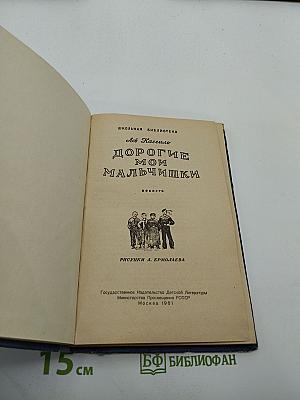 ШКОЛЬНАЯ БИБЛИОТЕКА
Лев Кассиль
ДОРОГИЕ
МОИ
МАЛЬЧИШКИ
ПОВЕСТЬ
РИСУНКИ А. ЕРМОЛАЕВА
Государственное Издательство Детской Литературы
Министерства Просвещения РСФСР
Москва 1961
15 см
БФ БИБЛИОФАН